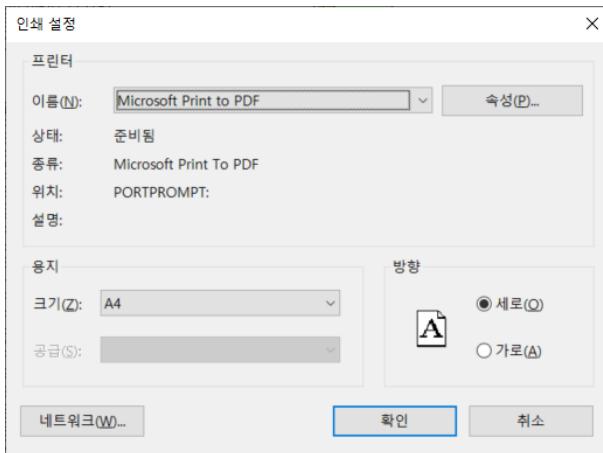 인쇄 설정
프린터
이름(N): Microsoft Print to PDF 속성(P)...
상태: 준비됨
종류: Microsoft Print To PDF
위치: PORTPROMPT:
설명:
용지 방향
크기(Z): A4 세로(O)
A
공급(S): 가로(A)
네트워크(W)... 확인 취소